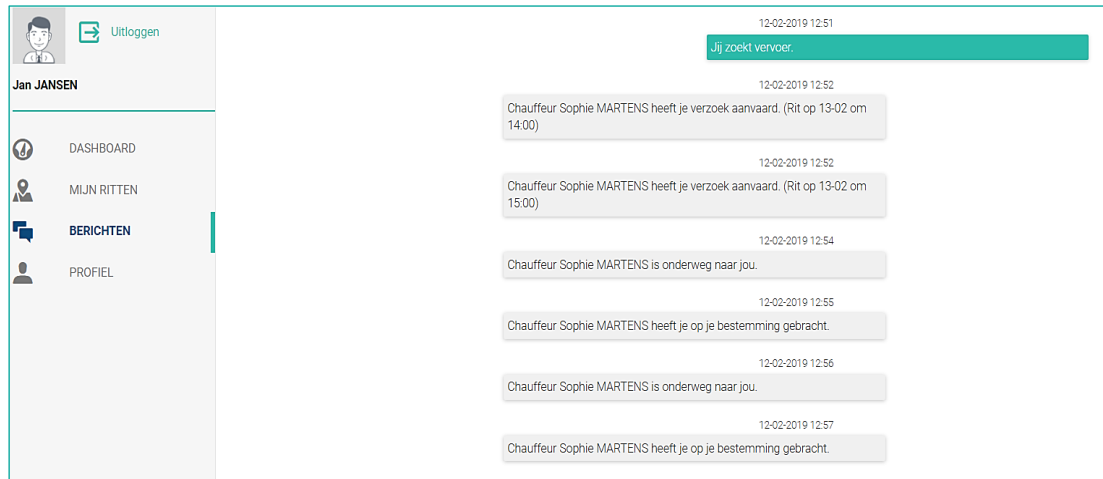 Uitloggen
Jan JANSEN
DASHBOARD
MIJN RITTEN
BERICHTEN
PROFIEL
12-02-2019 12:51
Jij zoekt vervoer.
12-02-2019 12:52
Chauffeur Sophie MARTENS heeft je verzoek aanvaard. (Rit op 13-02 om
14:00)
12-02-2019 12:52
Chauffeur Sophie MARTENS heeft je verzoek aanvaard. (Rit op 13-02 om
15:00)
12-02-2019 12:54
Chauffeur Sophie MARTENS is onderweg naar jou.
12-02-2019 12:55
Chauffeur Sophie MARTENS heeft je op je bestemming gebracht.
12-02-2019 12:56
Chauffeur Sophie MARTENS is onderweg naar jou.
12-02-2019 12:57
Chauffeur Sophie MARTENS heeft je op je bestemming gebracht.